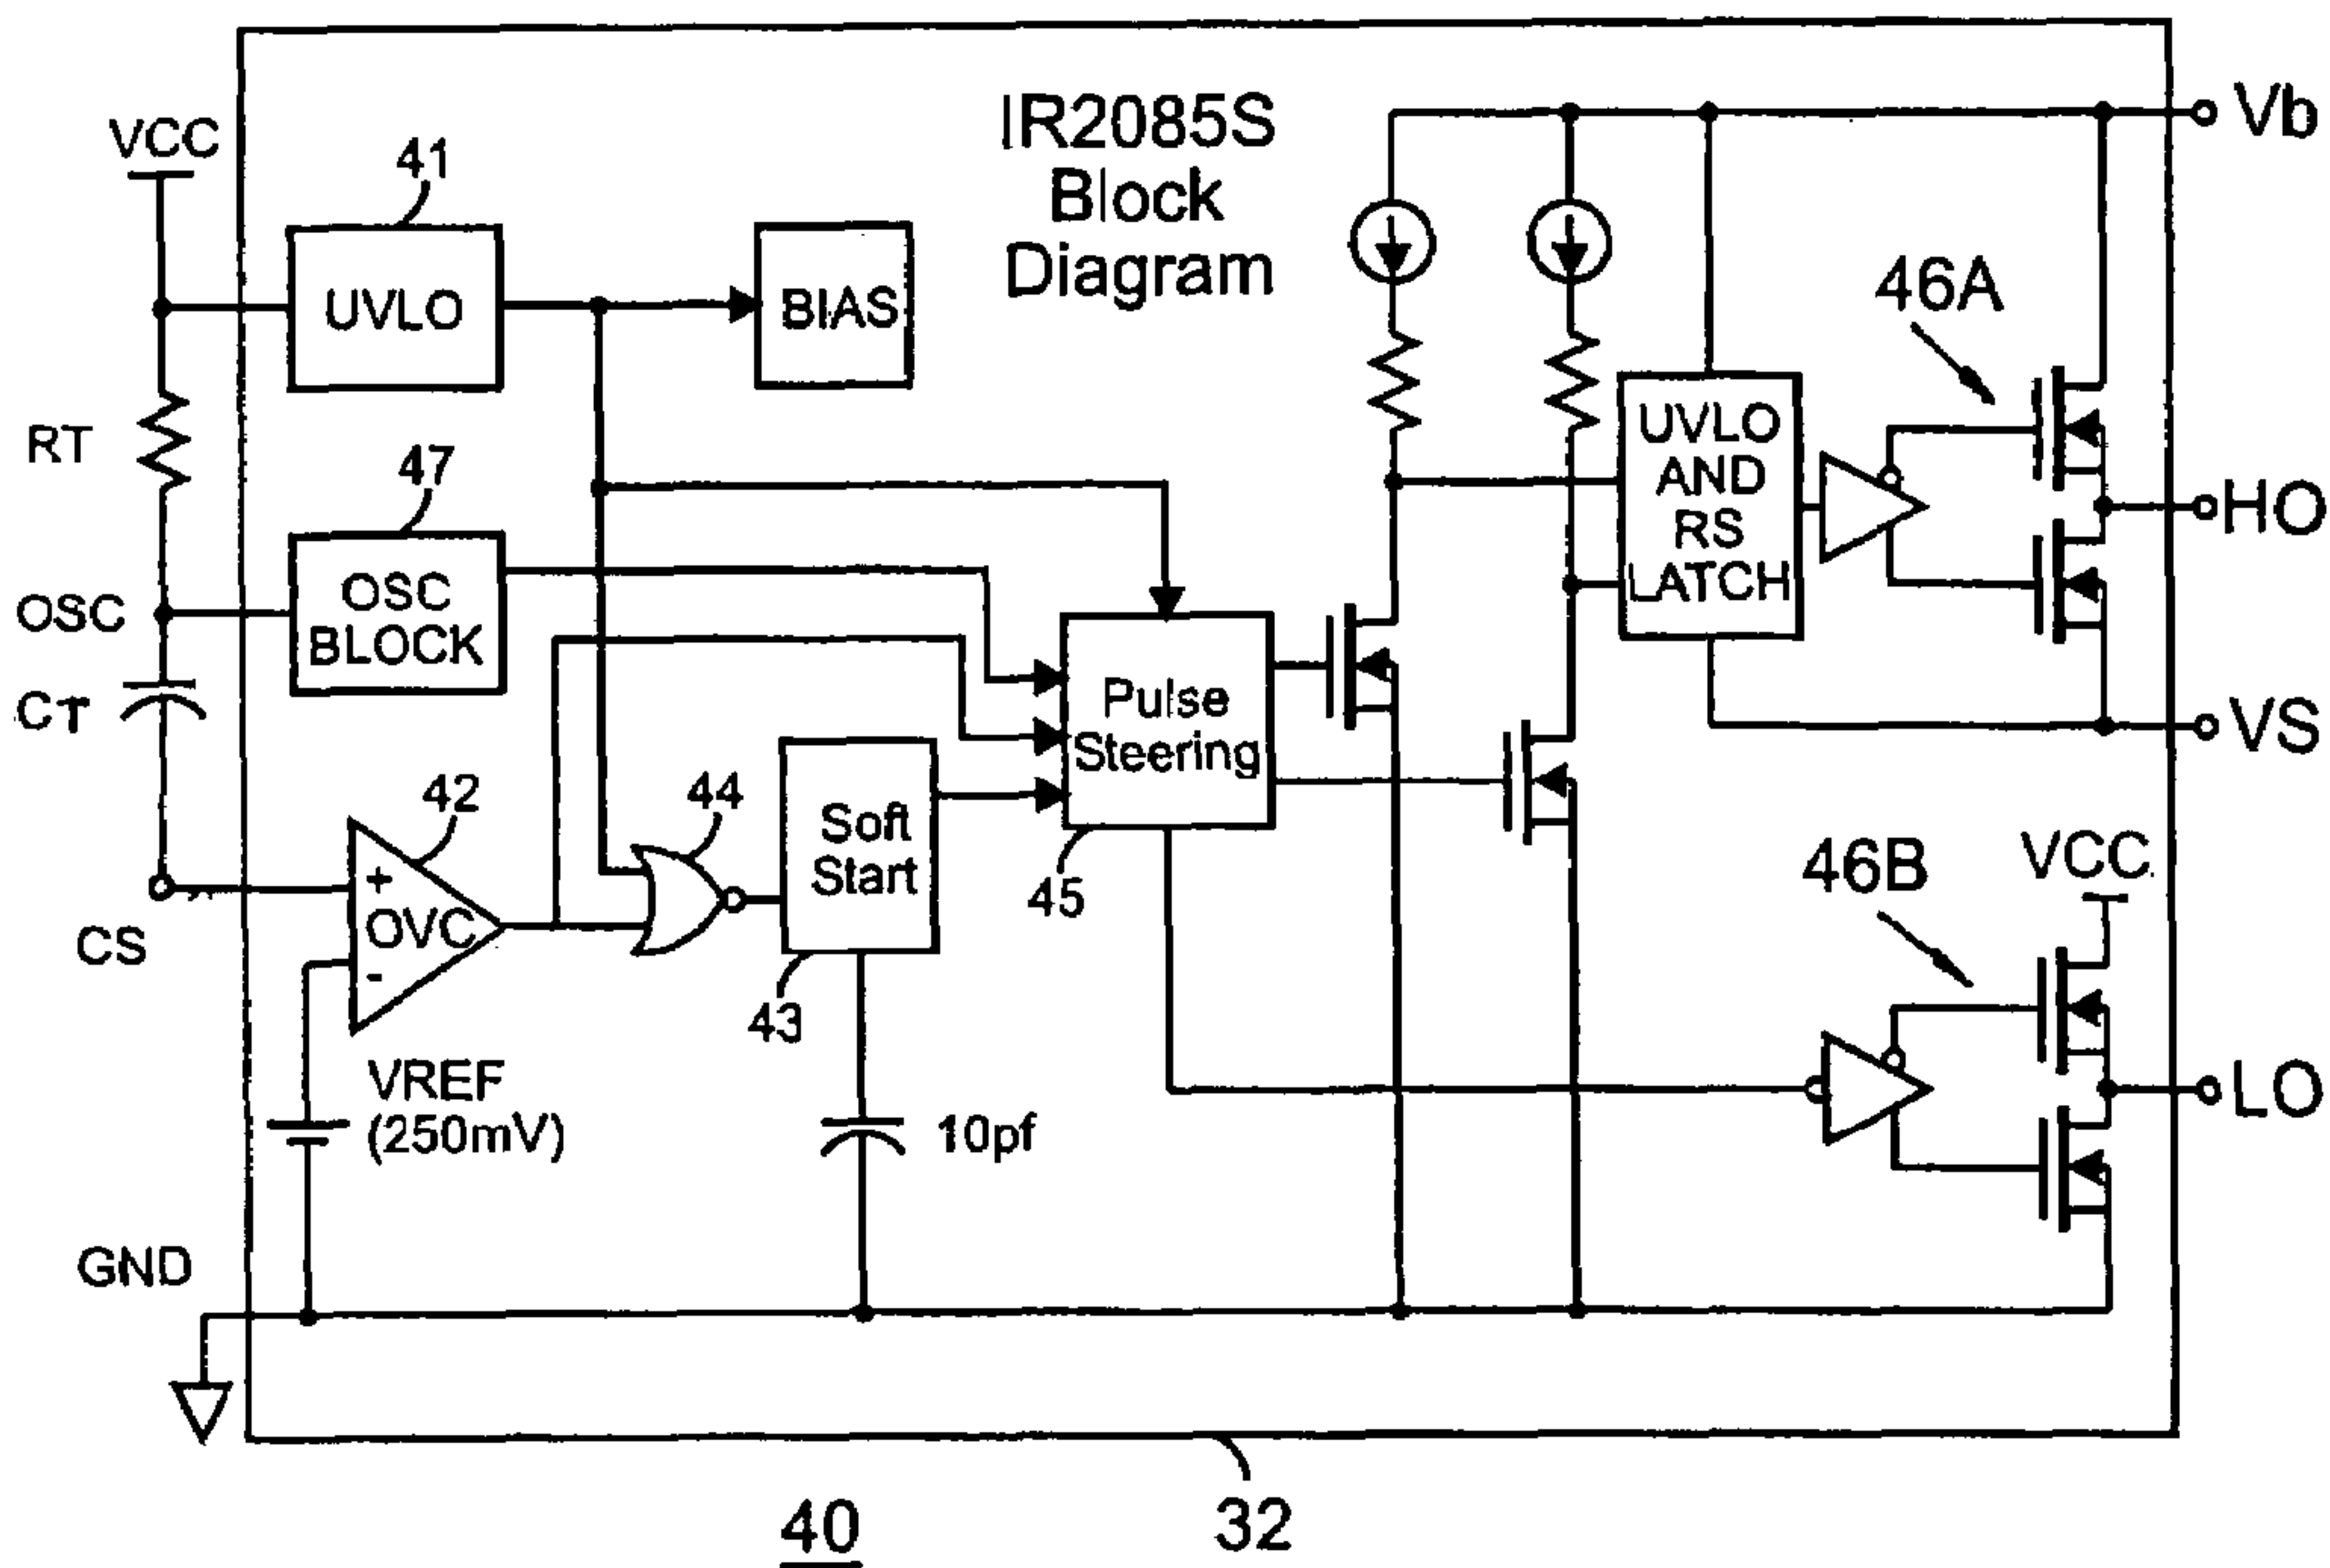 IR2085S
Block
Diagram
Vb
VCC
41
46A
UVLO
BIAS
UVLO
AND
RS
LATCH
RT
47
HO
OSC
OSC
BLOCK
CT
Pulse
Steering
VS
42
44
Soft
Start
45
46B
VCC
+
OVC
-
CS
43
VREF
(250mV)
10pf
LO
GND
40
32